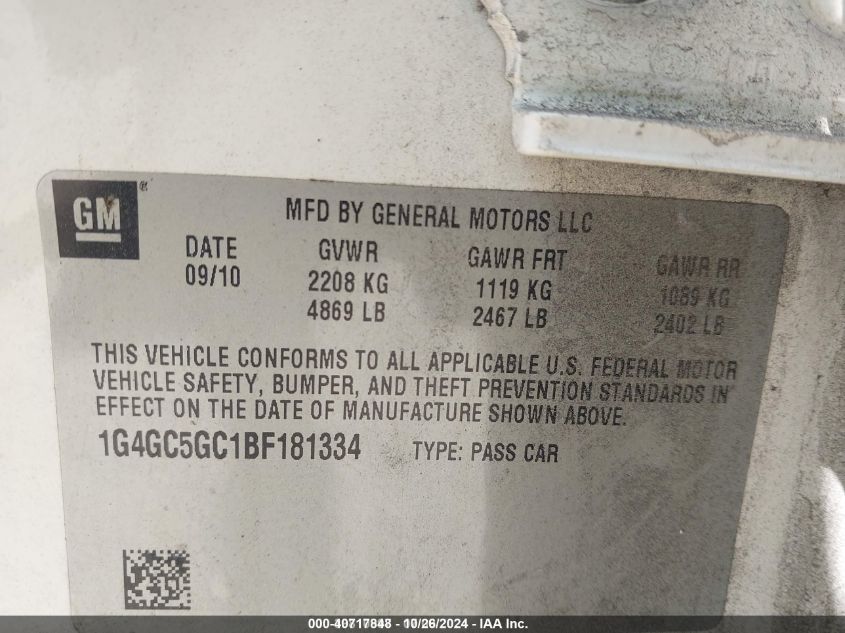 GM®
MFD BY GENERAL MOTORS LLC
DATE GVWR GAWR FRT GAWR RR
09/10 2208 KG 1119 KG 1089 KG
4869 LB 2467 LB 2402 LB
THIS VEHICLE CONFORMS TO ALL APPLICABLE U.S. FEDERAL MOTOR
VEHICLE SAFETY, BUMPER, AND THEFT PREVENTION STANDARDS IN
EFFECT ON THE DATE OF MANUFACTURE SHOWN ABOVE.
1G4GC5GC1BF181334 TYPE: PASS CAR
000-40717848 - 10/26/2024 - IAA Inc.